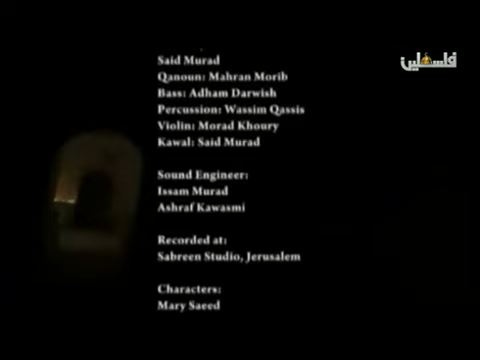 Said Murad
فلسطين
Qanoun: Mahran Morib
Bass: Adham Darwish
Percussion: Wassim Qassis
Violin: Morad Khoury
Kawal: Said Murad
Sound Engineer:
Issam Murad
Ashraf Kawasmi
Recorded at:
Sabreen Studio, Jerusalem
Characters:
Mary Saeed